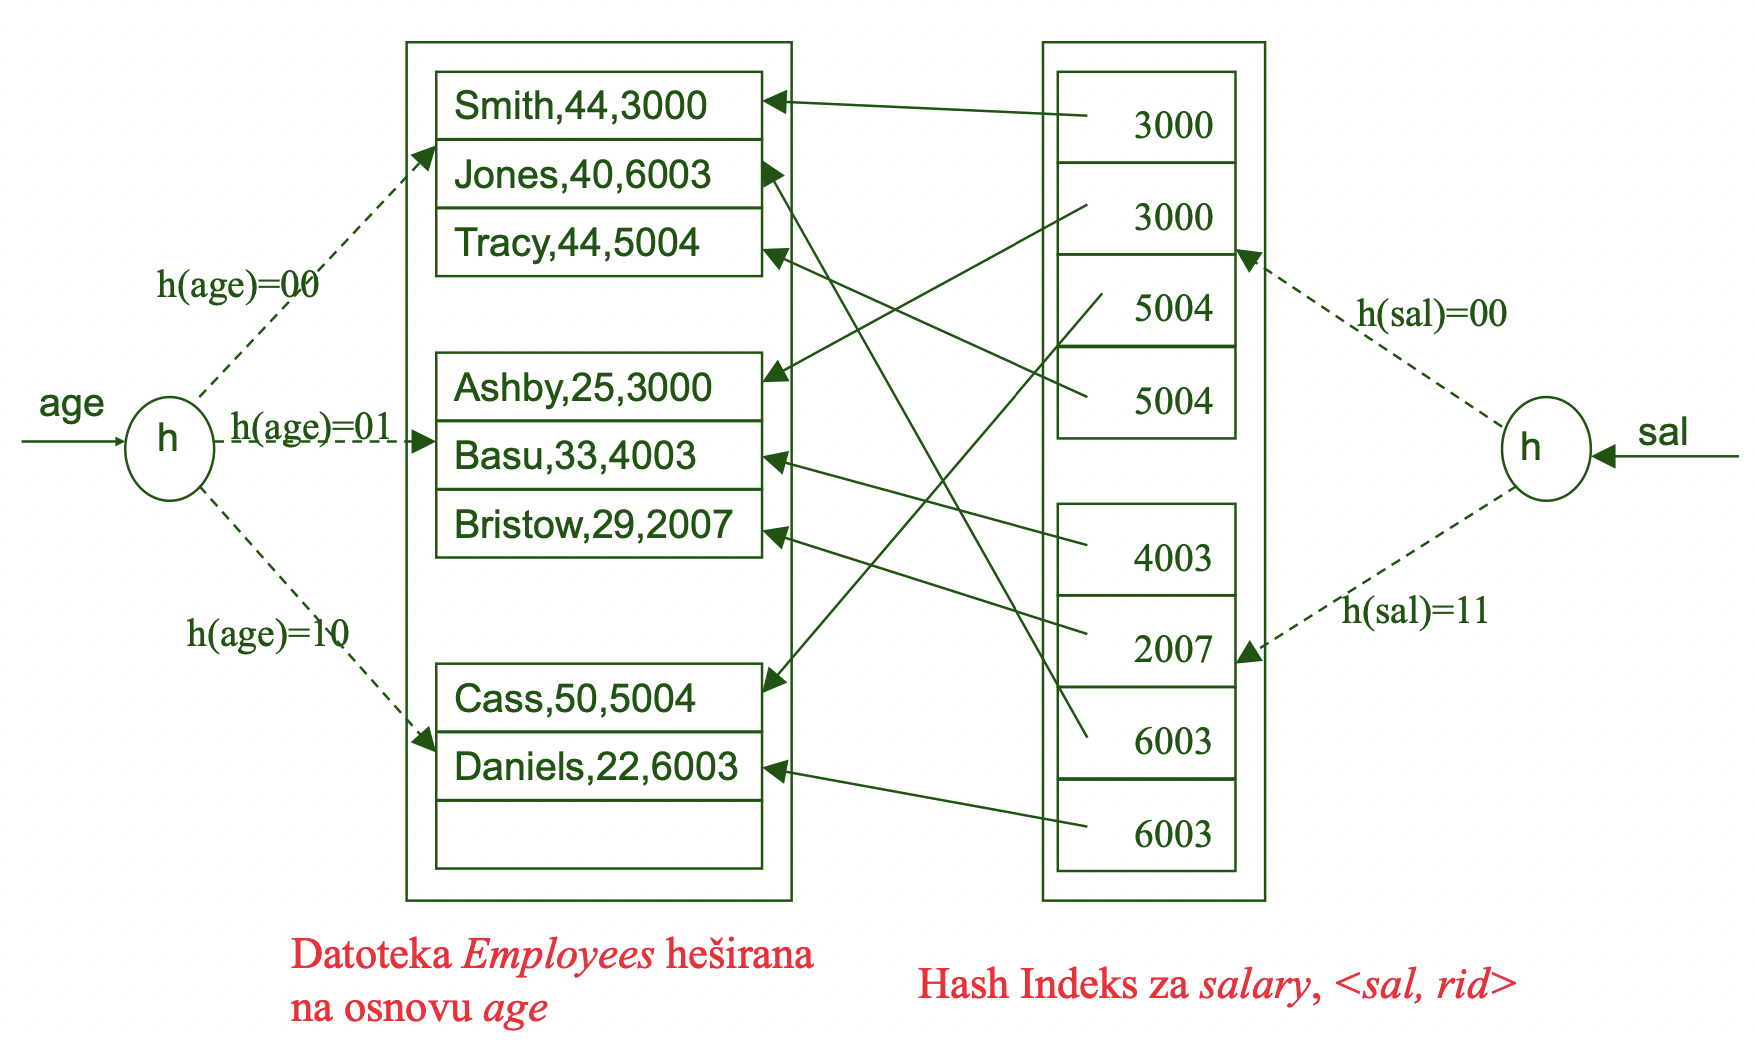 Smith,44,3000
Jones,40,6003
Tracy,44,5004
h(age)=00
age
h
h(age)=01
Ashby,25,3000
Basu,33,4003
Bristow,29,2007
h(age)=10
Cass,50,5004
Daniels,22,6003
3000
3000
5004
5004
h(sal)=00
h
sal
4003
2007
6003
6003
h(sal)=11
Datoteka Employees heširana
na osnovu age
Hash Indeks za salary, <sal, rid>